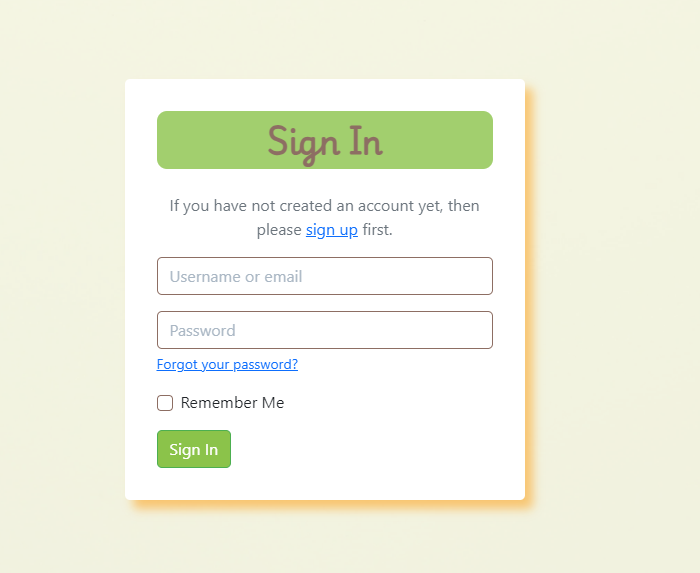 Sign In
If you have not created an account yet, then
please sign up first.
Username or email
Password
Forgot your password?
Remember Me
Sign In